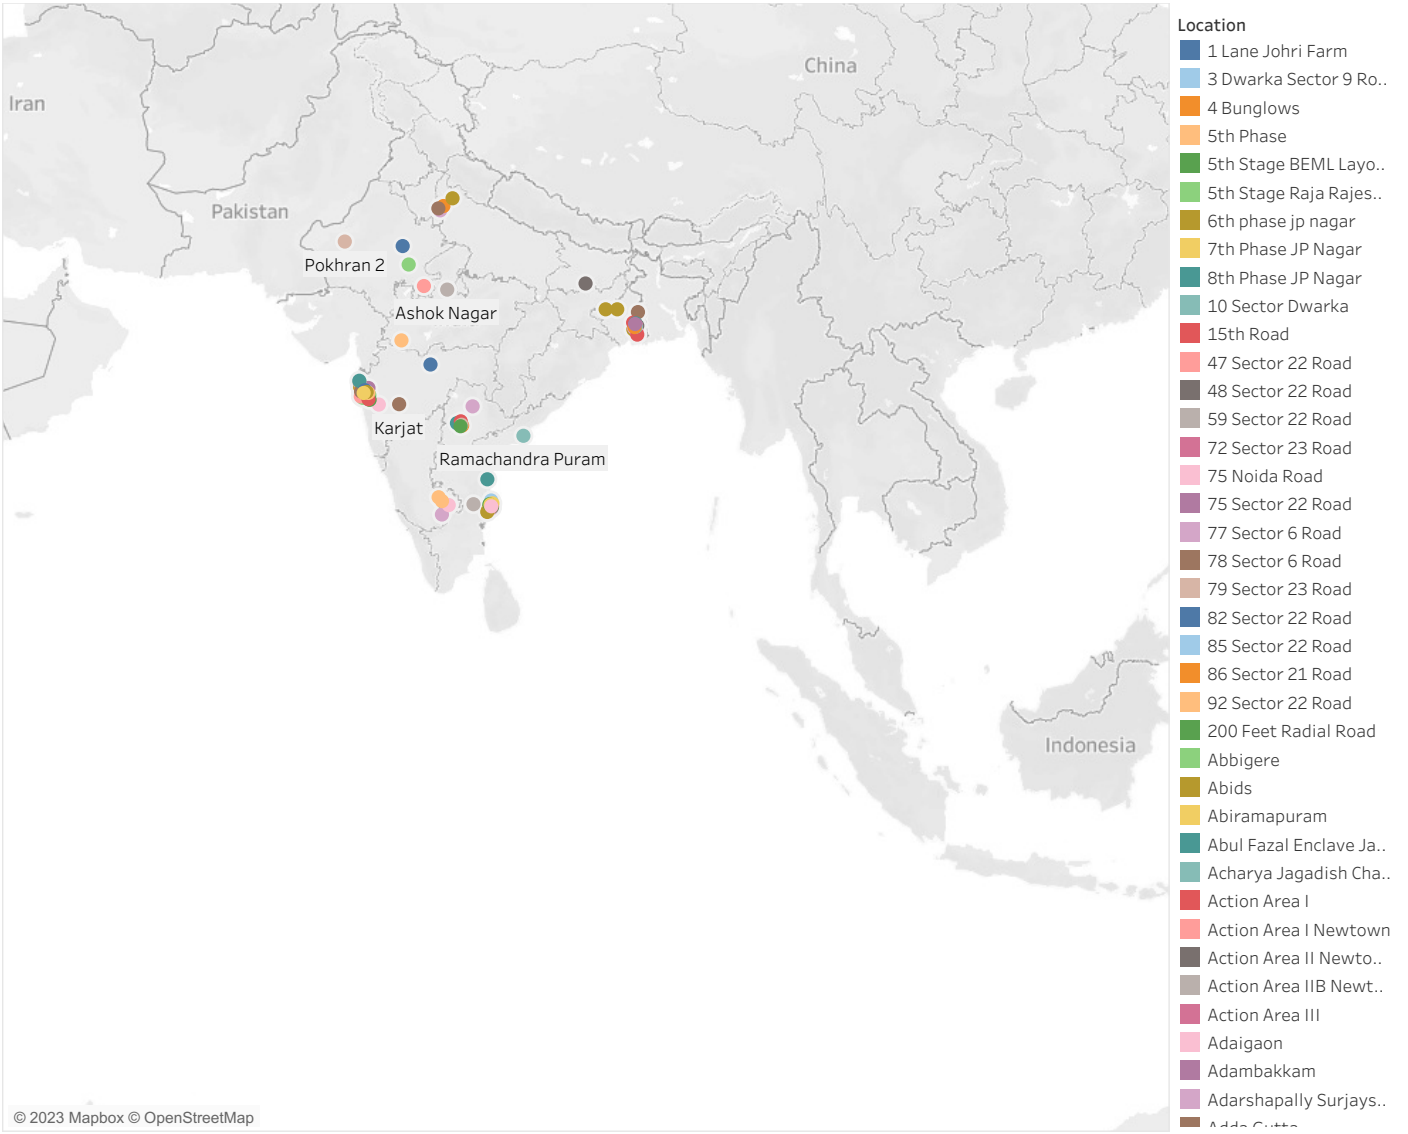 China
Iran
Pakistan
Pokhran 2
Ashok Nagar
Karjat
Ramachandra Puram
Indonesia
© 2023 Mapbox © OpenStreetMap
Location
1 Lane Johri Farm
3 Dwarka Sector 9 Ro..
4 Bunglows
5th Phase
5th Stage BEML Layo..
5th Stage Raja Rajes..
6th phase jp nagar
7th Phase JP Nagar
8th Phase JP Nagar
10 Sector Dwarka
15th Road
47 Sector 22 Road
48 Sector 22 Road
59 Sector 22 Road
72 Sector 23 Road
75 Noida Road
75 Sector 22 Road
77 Sector 6 Road
78 Sector 6 Road
79 Sector 23 Road
82 Sector 22 Road
85 Sector 22 Road
86 Sector 21 Road
92 Sector 22 Road
200 Feet Radial Road
Abbigere
Abids
Abiramapuram
Abul Fazal Enclave Ja..
Acharya Jagadish Cha..
Action Area I
Action Area I Newtown
Action Area II Newto..
Action Area IIB Newt..
Action Area III
Adaigaon
Adambakkam
Adarshapally Surjays..